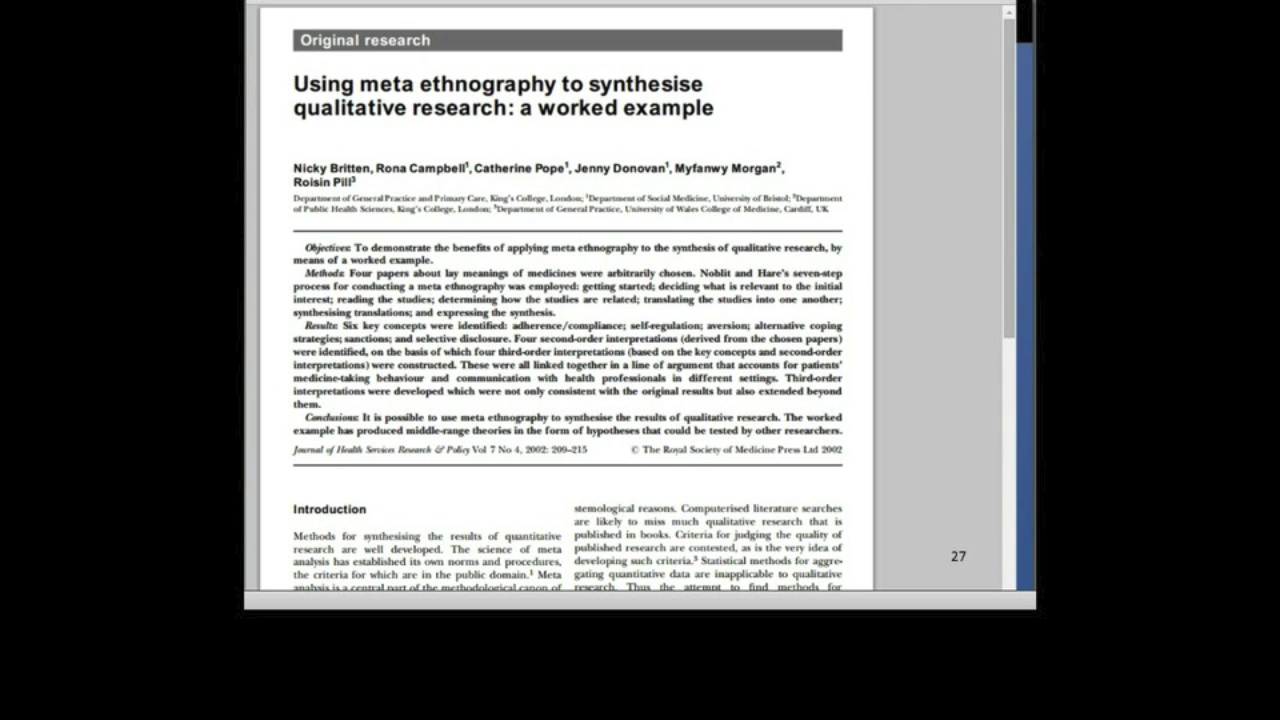 Original research
Using meta ethnography to synthesise
qualitative research: a worked example
Nicky Britten, Rona Campbell¹, Catherine Pope¹, Jenny Donovan¹, Myfanwy Morgan²,
Roisin Pill³
Department of General Practice and Primary Care, King's College, London; ¹Department of Social Medicine, University of Bristol; ²Department
of Public Health Sciences, King's College, London; ³Department of General Practice, University of Wales College of Medicine, Cardiff, UK
Objectives: To demonstrate the benefits of applying meta ethnography to the synthesis of qualitative research, by
means of a worked example.
Methods: Four papers about lay meanings of medicines were arbitrarily chosen. Noblit and Hare's seven-step
process for conducting a meta ethnography was employed: getting started; deciding what is relevant to the initial
interest; reading the studies; determining how the studies are related; translating the studies into one another;
synthesising translations; and expressing the synthesis.
Results: Six key concepts were identified: adherence/compliance; self-regulation; aversion; alternative coping
strategies; sanctions; and selective disclosure. Four second-order interpretations (derived from the chosen papers)
were identified, on the basis of which four third-order interpretations (based on the key concepts and second-order
interpretations) were constructed. These were all linked together in a line of argument that accounts for patients'
medicine-taking behaviour and communication with health professionals in different settings. Third-order
interpretations were developed which were not only consistent with the original results but also extended beyond
them.
Conclusions: It is possible to use meta ethnography to synthesise the results of qualitative research. The worked
example has produced middle-range theories in the form of hypotheses that could be tested by other researchers.
Journal of Health Services Research & Policy Vol 7 No 4, 2002: 209–215 © The Royal Society of Medicine Press Ltd 2002
Introduction
Methods for synthesising the results of quantitative
research are well developed. The science of meta
analysis has established its own norms and procedures,
the criteria for which are in the public domain.¹ Meta
analysis is a central part of the methodological canon of
stemological reasons. Computerised literature searches
are likely to miss much qualitative research that is
published in books. Criteria for judging the quality of
published research are contested, as is the very idea of
developing such criteria.³ Statistical methods for aggre-
gating quantitative data are inapplicable to qualitative
research. Thus the attempt to find methods for
27